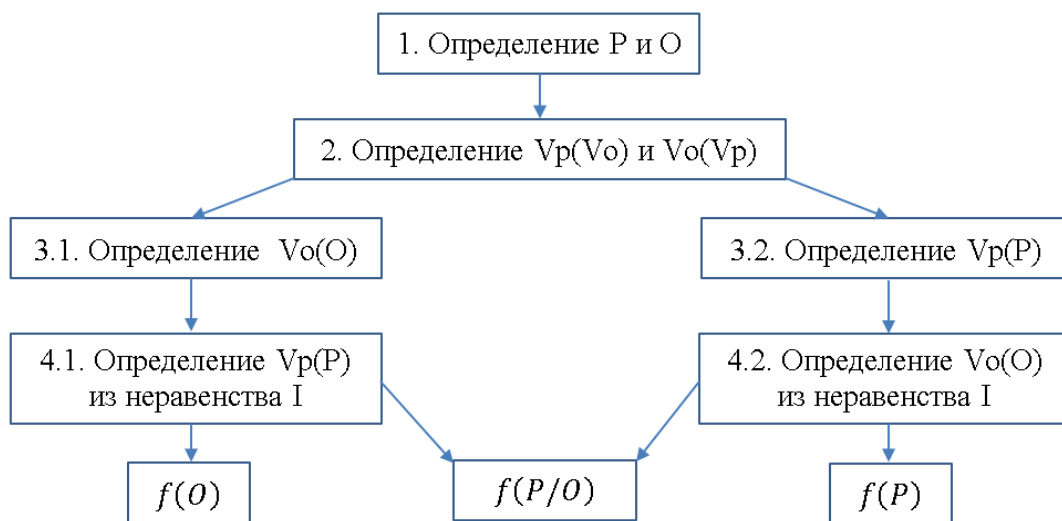 1. Определение P и O
2. Определение Vp(Vo) и Vo(Vp)
3.1. Определение Vo(O)
3.2. Определение Vp(P)
4.1. Определение Vp(P)
из неравенства I
4.2. Определение Vo(O)
из неравенства I
f(O)
f(P/O)
f(P)